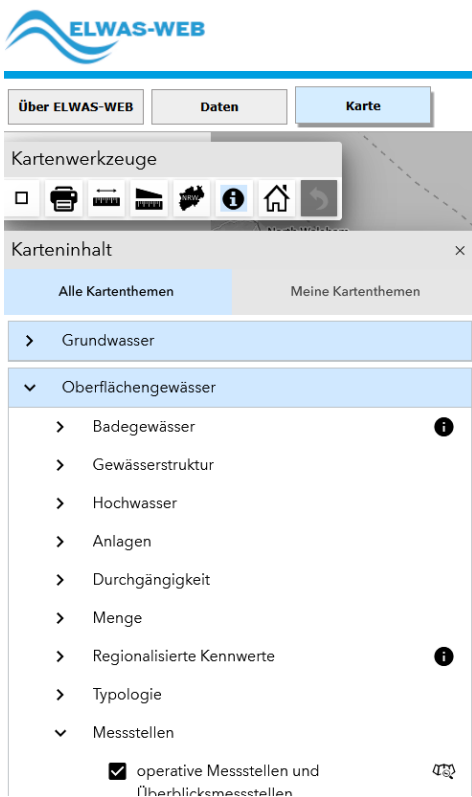 ELWAS-WEB
Über ELWAS-WEB
Daten
Karte
Kartenwerkzeuge
NRW
Karteninhalt
Alle Kartenthemen
Meine Kartenthemen
Grundwasser
Oberflächengewässer
Badegewässer
Gewässerstruktur
Hochwasser
Anlagen
Durchgängigkeit
Menge
Regionalisierte Kennwerte
Typologie
Messstellen
operative Messstellen und
Überblicksmessstellen